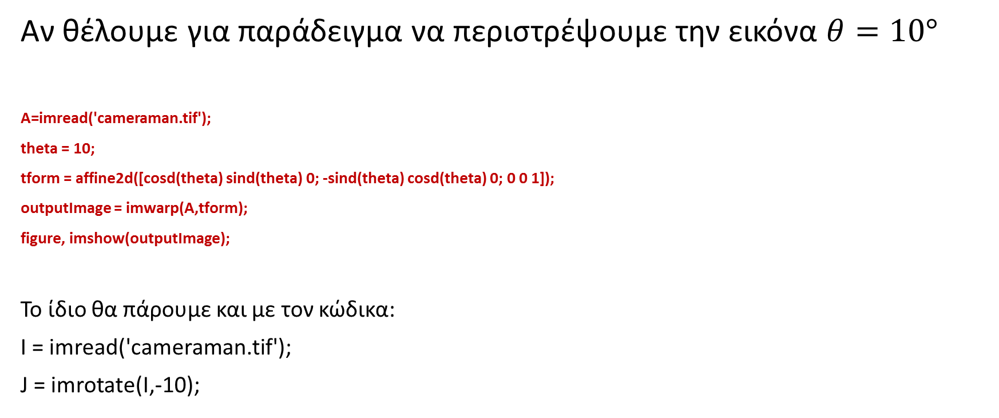 Αν θέλουμε για παράδειγμα να περιστρέψουμε την εικόνα θ = 10°
A=imread('cameraman.tif');
theta = 10;
tform = affine2d([cosd(theta) sind(theta) 0; -sind(theta) cosd(theta) 0; 0 0 1]);
outputImage = imwarp(A,tform);
figure, imshow(outputImage);
Το ίδιο θα πάρουμε και με τον κώδικα:
I = imread('cameraman.tif');
J = imrotate(I,-10);